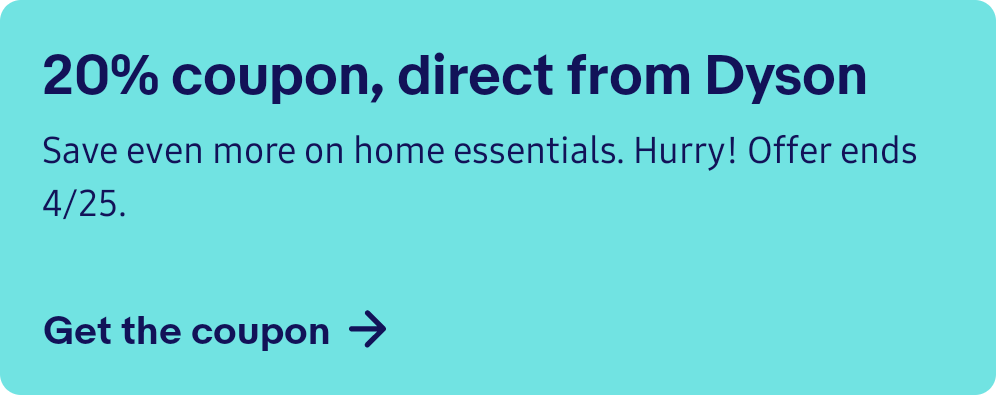 20% coupon, direct from Dyson
Save even more on home essentials. Hurry! Offer ends
4/25.
Get the coupon